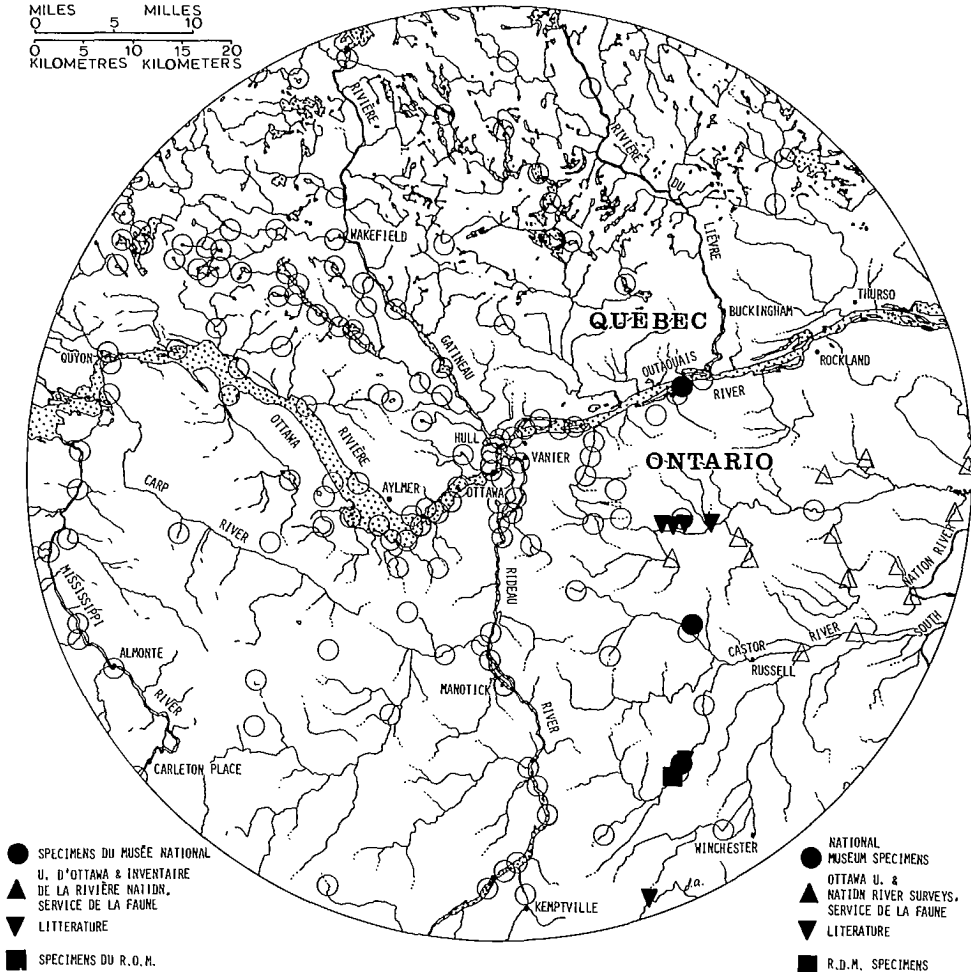 MILES MILLES
0 5 10
0 5 10 15 20
KILOMETRES KILOMETERS
RIVIÈRE
RIVIÈRE
DU
LIÈVRE
WAKEFIELD
THURSO
BUCKINGHAM
QUÉBEC
GATINEAU
QUYON
OUTAOUAIS
ROCKLAND
RIVER
OTTAWA
RIVIÈRE
HULL
VANIER
ONTARIO
CARP
AYLMER
OTTAWA
RIVER
NATION RIVER
MISSISSIPPI
RIDEAU
SOUTH
CASTOR RIVER
RUSSELL
ALMONTE
MANOTICK
RIVER
RIVER
CARLETON PLACE
WINCHESTER
d.a.
KEMPTVILLE
SPECIMENS DU MUSÉE NATIONAL
U. D'OTTAWA & INVENTAIRE
DE LA RIVIÈRE NATION.
SERVICE DE LA FAUNE
LITTERATURE
SPECIMENS DU R.O.M.
NATIONAL
MUSEUM SPECIMENS
OTTAWA U. &
NATION RIVER SURVEYS.
SERVICE DE LA FAUNE
LITERATURE
R.O.M. SPECIMENS